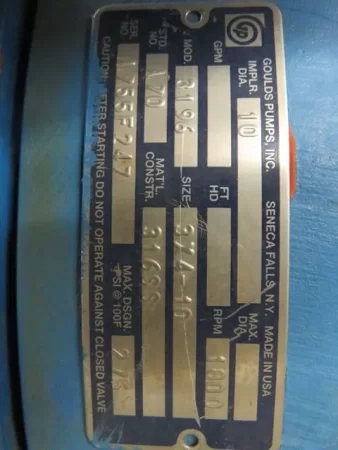 GOULDS PUMPS, INC. SENECA FALLS, N.Y. MADE IN USA
IMPLR. DIA. 10 MAX. DIA.
GPM FT HD RPM 1800
MOD. 3196 SIZE 3X4-10
STD. NO. A20 MAT'L. CONSTR. 316SS
SER. NO. 175SF247 MAX. DSGN. PSI @ 100F
CAUTION: AFTER STARTING DO NOT OPERATE AGAINST CLOSED VALVE